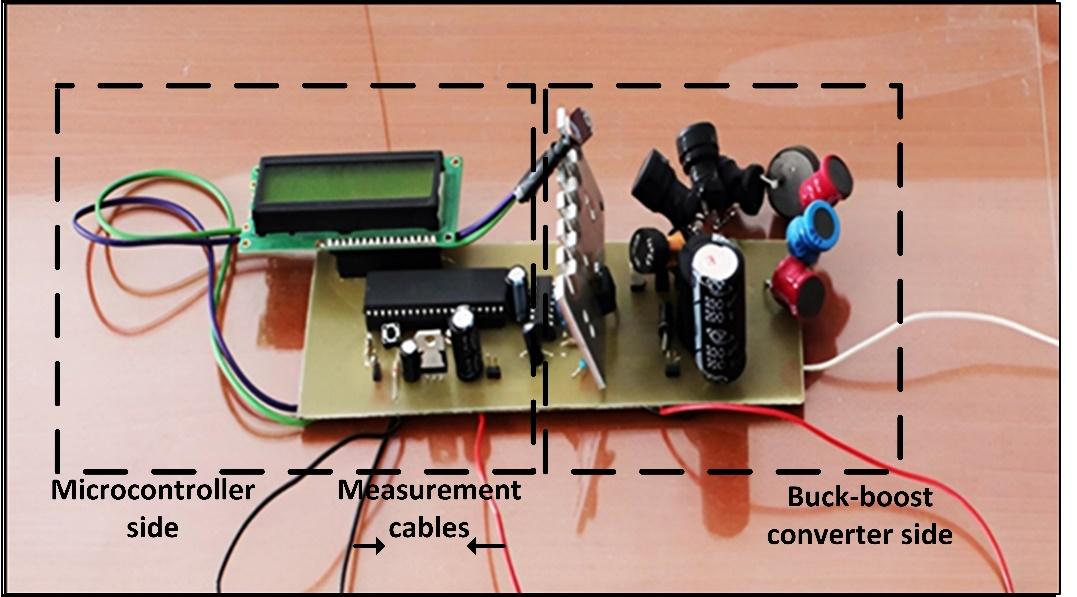 Microcontroller
side
Measurement
cables
Buck-boost
converter side